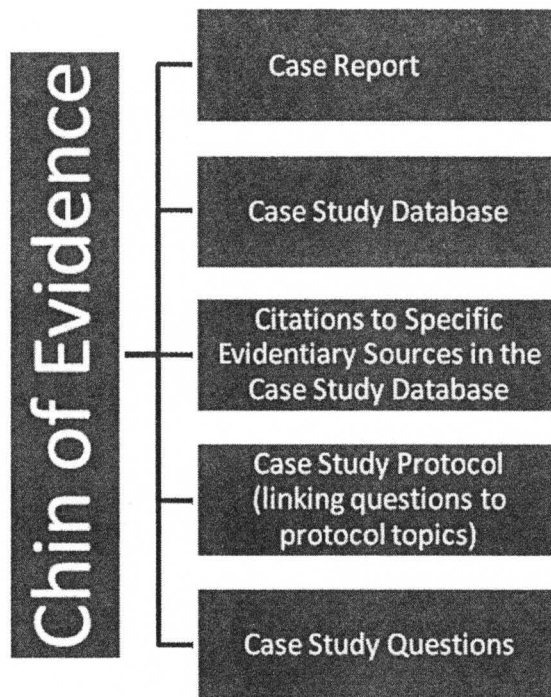 Chin of Evidence
Case Report
Case Study Database
Citations to Specific
Evidentiary Sources in the
Case Study Database
Case Study Protocol
(linking questions to
protocol topics)
Case Study Questions